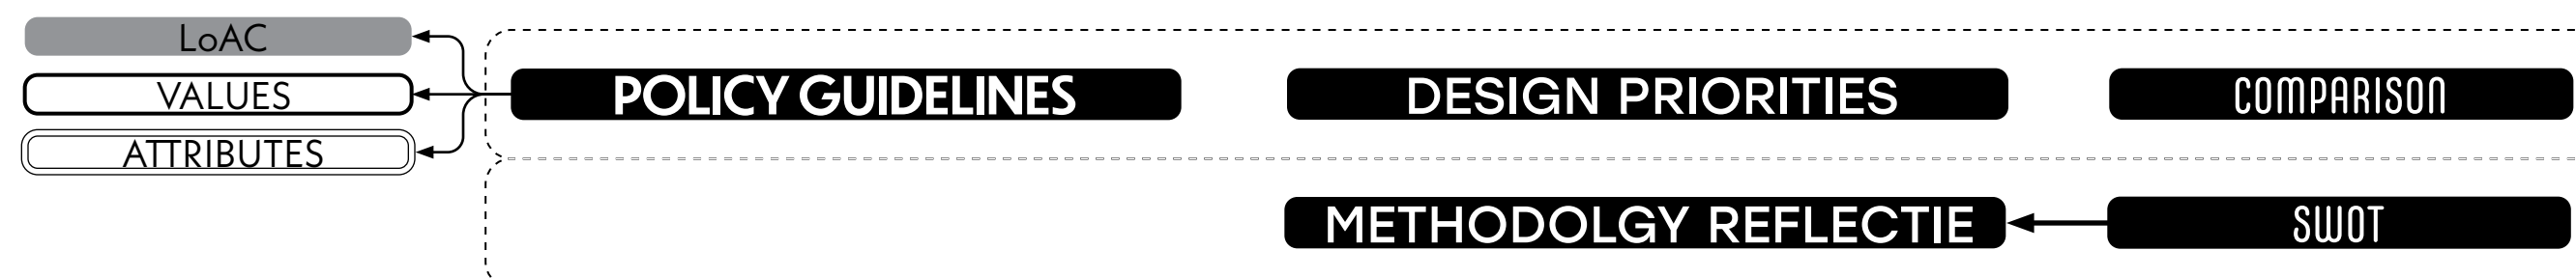 LoAC
VALUES
ATTRIBUTES
POLICY GUIDELINES
DESIGN PRIORITIES
COMPARISON
METHODOLGY REFLECTIE
SWOT